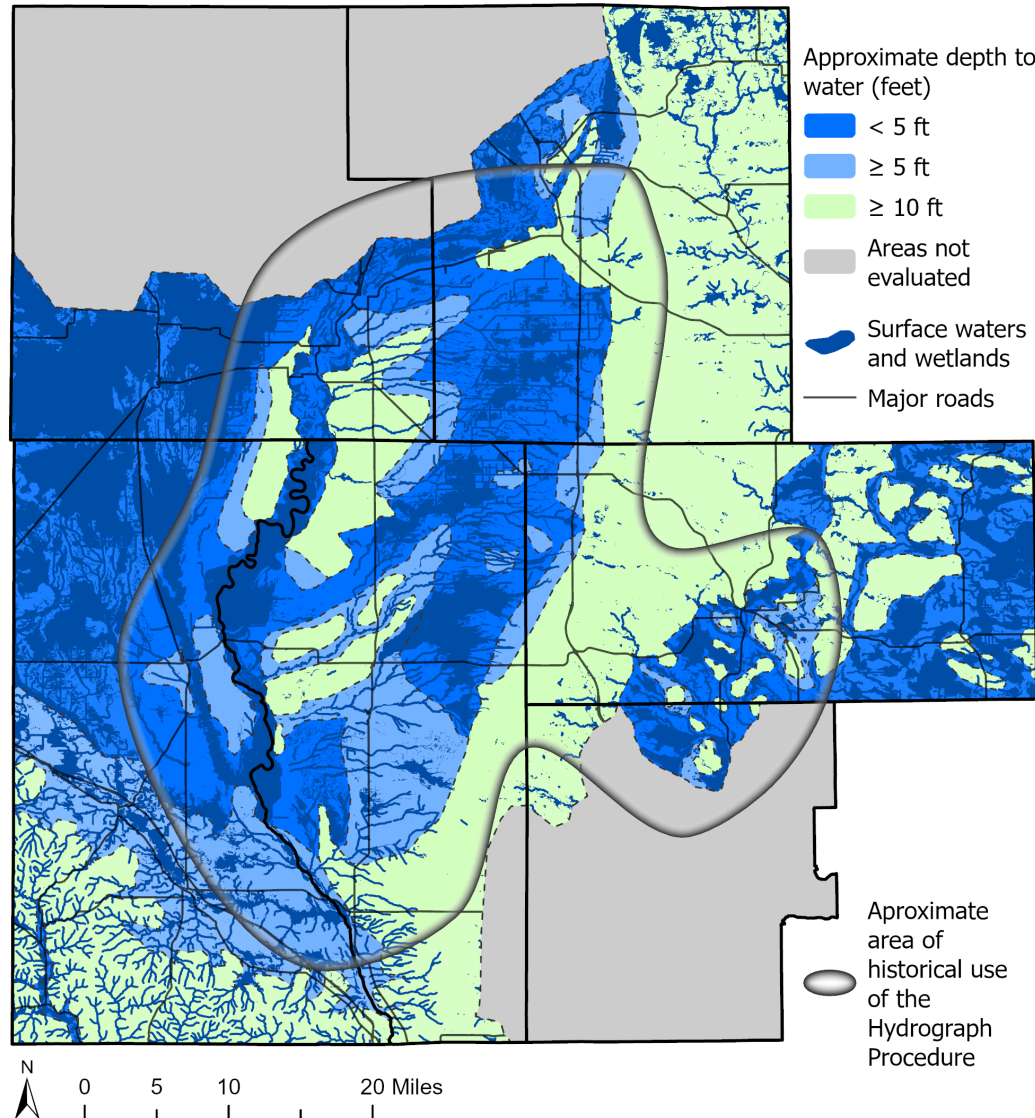 Approximate depth to
water (feet)
< 5 ft
≥ 5 ft
≥ 10 ft
Areas not
evaluated
Surface waters
and wetlands
Major roads
Aproximate
area of
historical use
of the
Hydrograph
Procedure
N
0 5 10 20 Miles